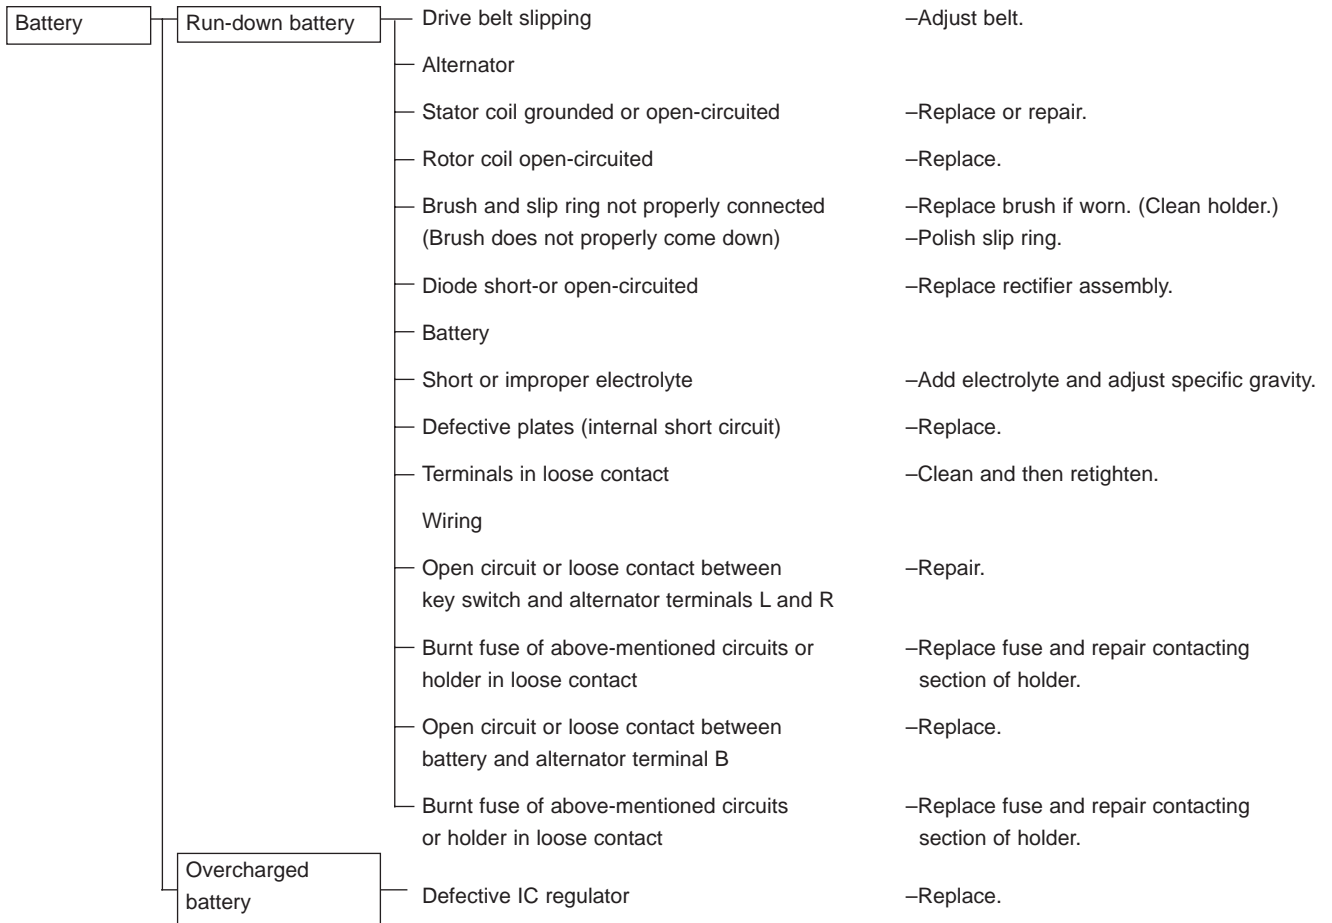 Battery
Run-down battery
Drive belt slipping
–Adjust belt.
Alternator
Stator coil grounded or open-circuited
–Replace or repair.
Rotor coil open-circuited
–Replace.
Brush and slip ring not properly connected
–Replace brush if worn. (Clean holder.)
(Brush does not properly come down)
–Polish slip ring.
Diode short-or open-circuited
–Replace rectifier assembly.
Battery
Short or improper electrolyte
–Add electrolyte and adjust specific gravity.
Defective plates (internal short circuit)
–Replace.
Terminals in loose contact
–Clean and then retighten.
Wiring
Open circuit or loose contact between
–Repair.
key switch and alternator terminals L and R
Burnt fuse of above-mentioned circuits or
–Replace fuse and repair contacting
holder in loose contact
section of holder.
Open circuit or loose contact between
–Replace.
battery and alternator terminal B
Burnt fuse of above-mentioned circuits
–Replace fuse and repair contacting
or holder in loose contact
section of holder.
Overcharged
battery
Defective IC regulator
–Replace.